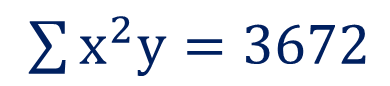 ∑ x²y = 3672